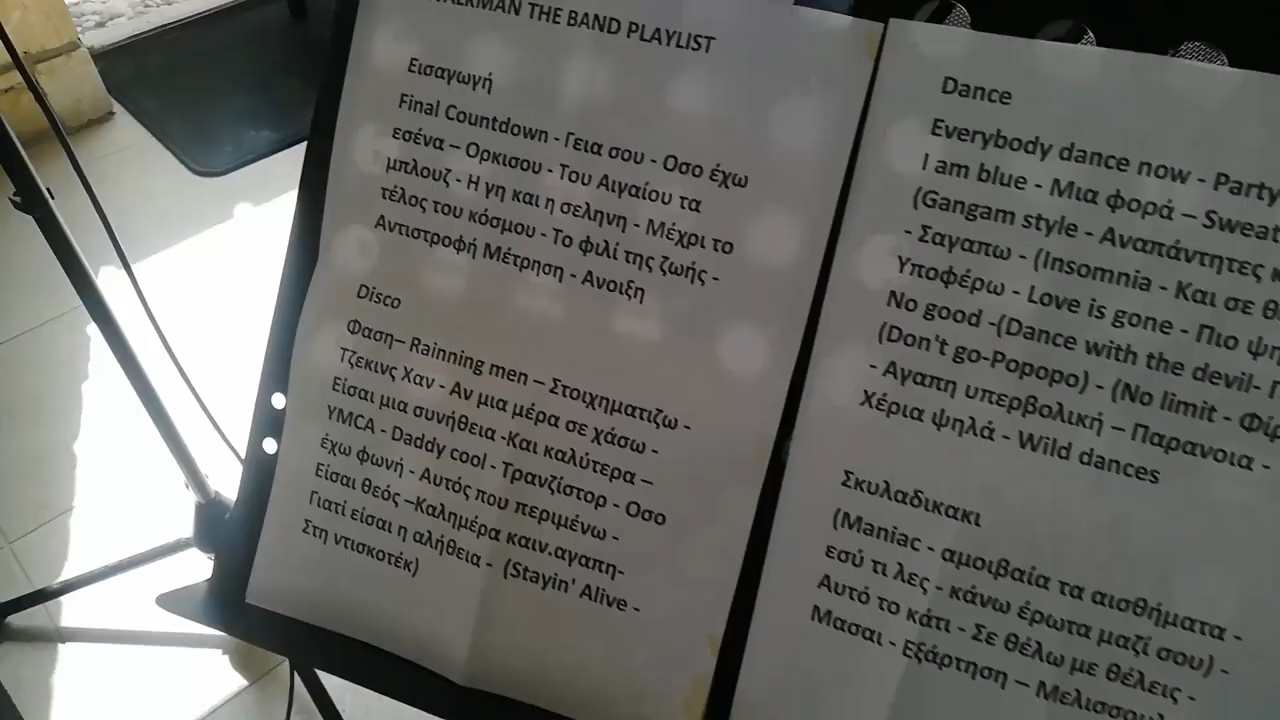 THE BAND PLAYLIST
Εισαγωγή
Final Countdown - Γεια σου - Οσο έχω
εσένα – Ορκισου - Του Αιγαίου τα
μπλουζ - Η γη και η σεληνη - Μέχρι το
τέλος του κόσμου - Το φιλί της ζωής -
Αντιστροφή Μέτρηση - Ανοιξη
Disco
Φαση– Rainning men – Στοιχηματιζω -
Τζεκινς Χαν - Αν μια μέρα σε χάσω -
Είσαι μια συνήθεια -Και καλύτερα –
YMCA - Daddy cool - Τρανζίστορ - Οσο
έχω φωνή - Αυτός που περιμένω -
Είσαι θεός –Καλημέρα καιν.αγαπη-
Γιατί είσαι η αλήθεια - (Stayin' Alive -
Στη ντισκοτέκ)
Dance
Everybody dance now - Party
I am blue - Μια φορά – Sweat
(Gangam style - Αναπάντητες
- Σαγαπω - (Insomnia - Και σε
Υποφέρω - Love is gone - Πιο
No good -(Dance with the devil-
(Don't go-Popopo) - (No limit -
- Αγαπη υπερβολική – Παρανοια -
Χέρια ψηλά - Wild dances
Σκυλαδικακι
(Maniac - αμοιβαία τα αισθήματα -
εσύ τι λες - κάνω έρωτα μαζί σου) -
Αυτό το κάτι - Σε θέλω με θέλεις -
Μασαι - Εξάρτηση –